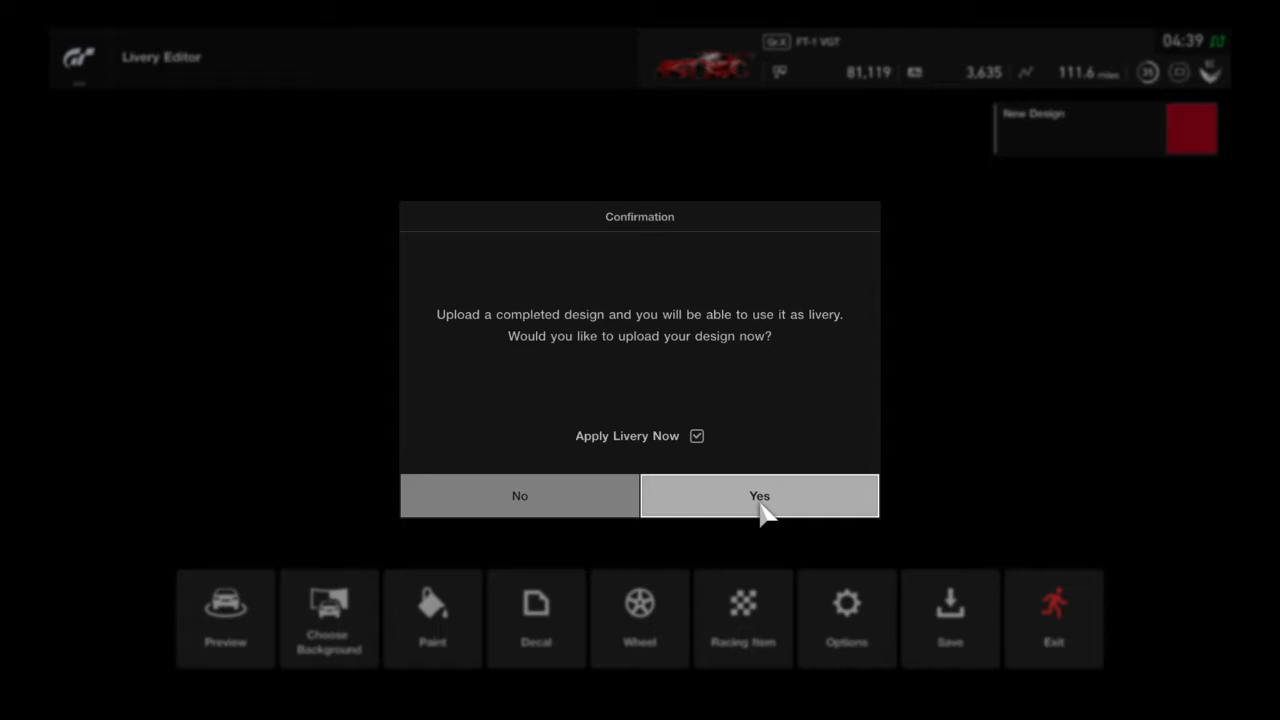 Livery Editor
Gr.X FT-1 VGT
04:39
81,119
3,635
111.6 miles
35
New Design
Confirmation
Upload a completed design and you will be able to use it as livery.
Would you like to upload your design now?
Apply Livery Now
No
Yes
Preview
Choose
Background
Paint
Decal
Wheel
Racing Item
Options
Save
Exit